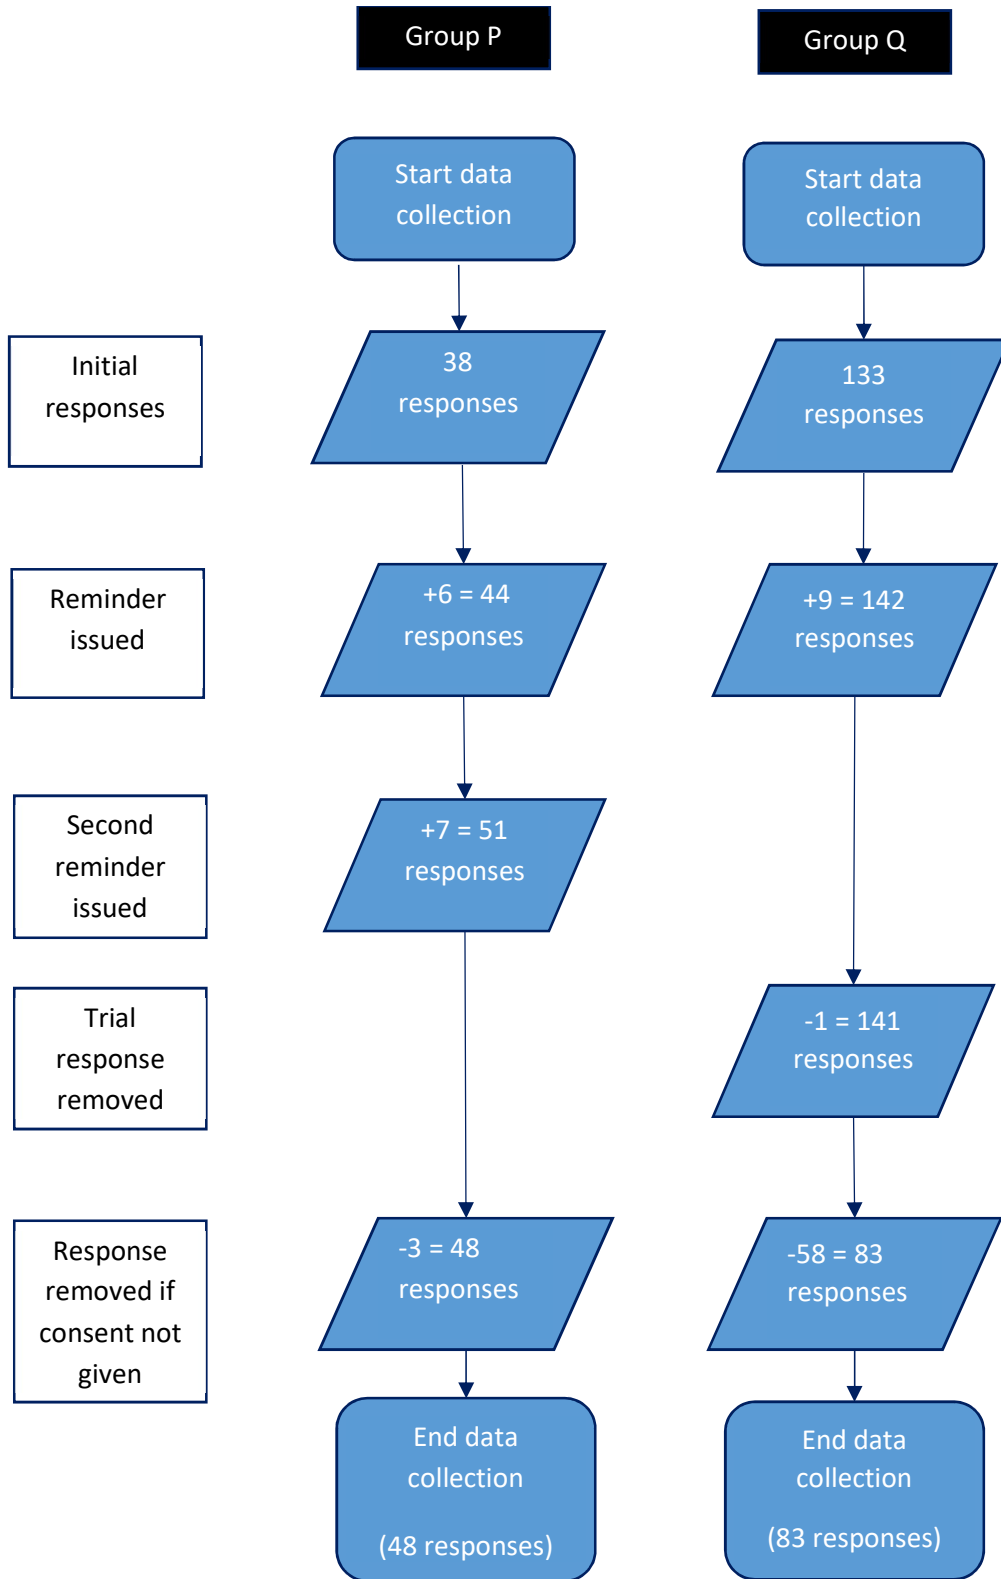 Group P
Group Q
Start data
collection
Start data
collection
Initial
responses
38
responses
133
responses
Reminder
issued
+6 = 44
responses
+9 = 142
responses
Second
reminder
issued
+7 = 51
responses
Trial
response
removed
-1 = 141
responses
Response
removed if
consent not
given
-3 = 48
responses
-58 = 83
responses
End data
collection
(48 responses)
End data
collection
(83 responses)